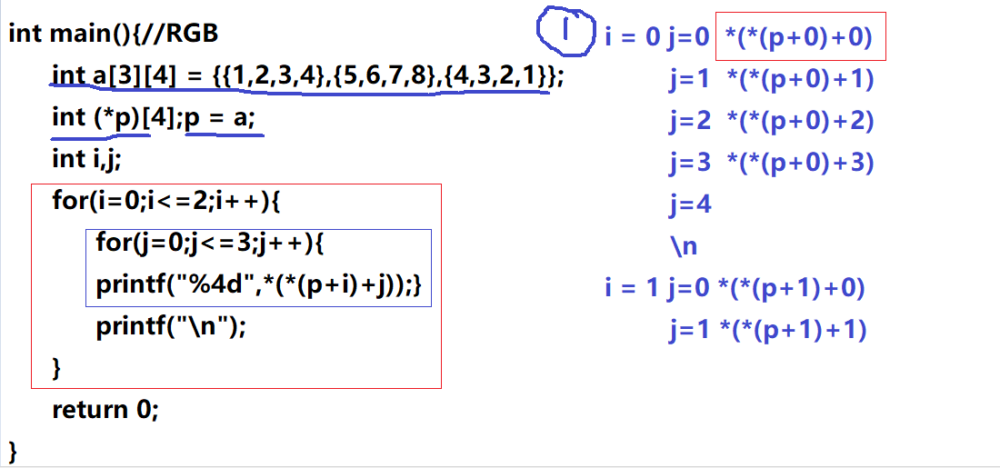 int main(){//RGB
int a[3][4] = {{1,2,3,4},{5,6,7,8},{4,3,2,1}};
int (*p)[4];p = a;
int i,j;
for(i=0;i<=2;i++){
for(j=0;j<=3;j++){
printf("%4d",*(*(p+i)+j));}
printf("\n");
}
return 0;
}
1
i = 0 j=0 *(*(p+0)+0)
j=1 *(*(p+0)+1)
j=2 *(*(p+0)+2)
j=3 *(*(p+0)+3)
j=4
\n
i = 1 j=0 *(*(p+1)+0)
j=1 *(*(p+1)+1)